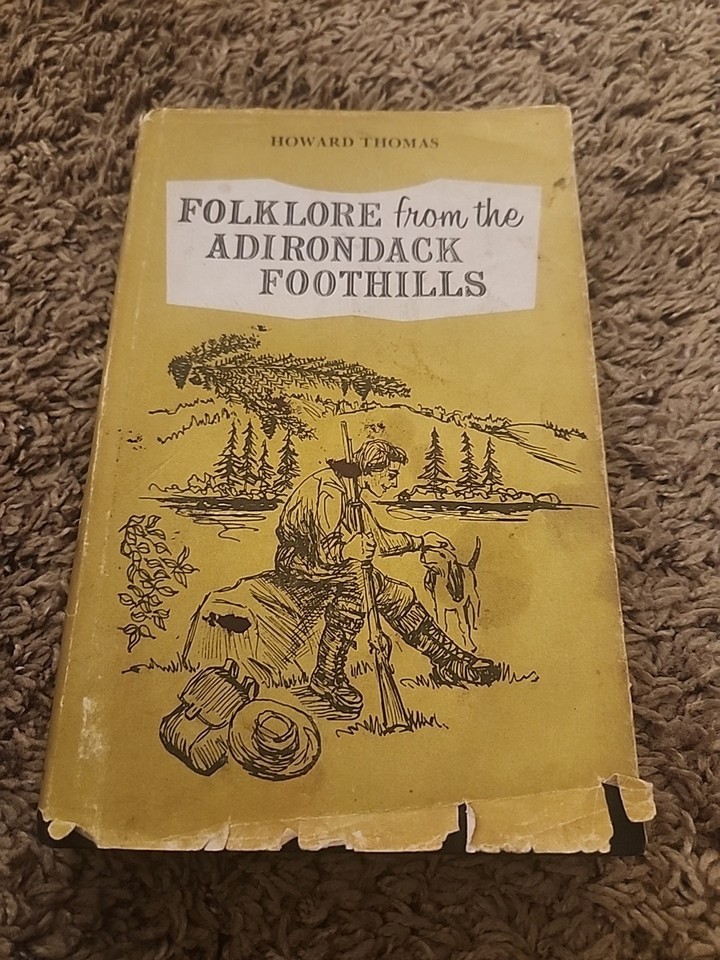 HOWARD THOMAS
FOLKLORE from the
ADIRONDACK
FOOTHILLS